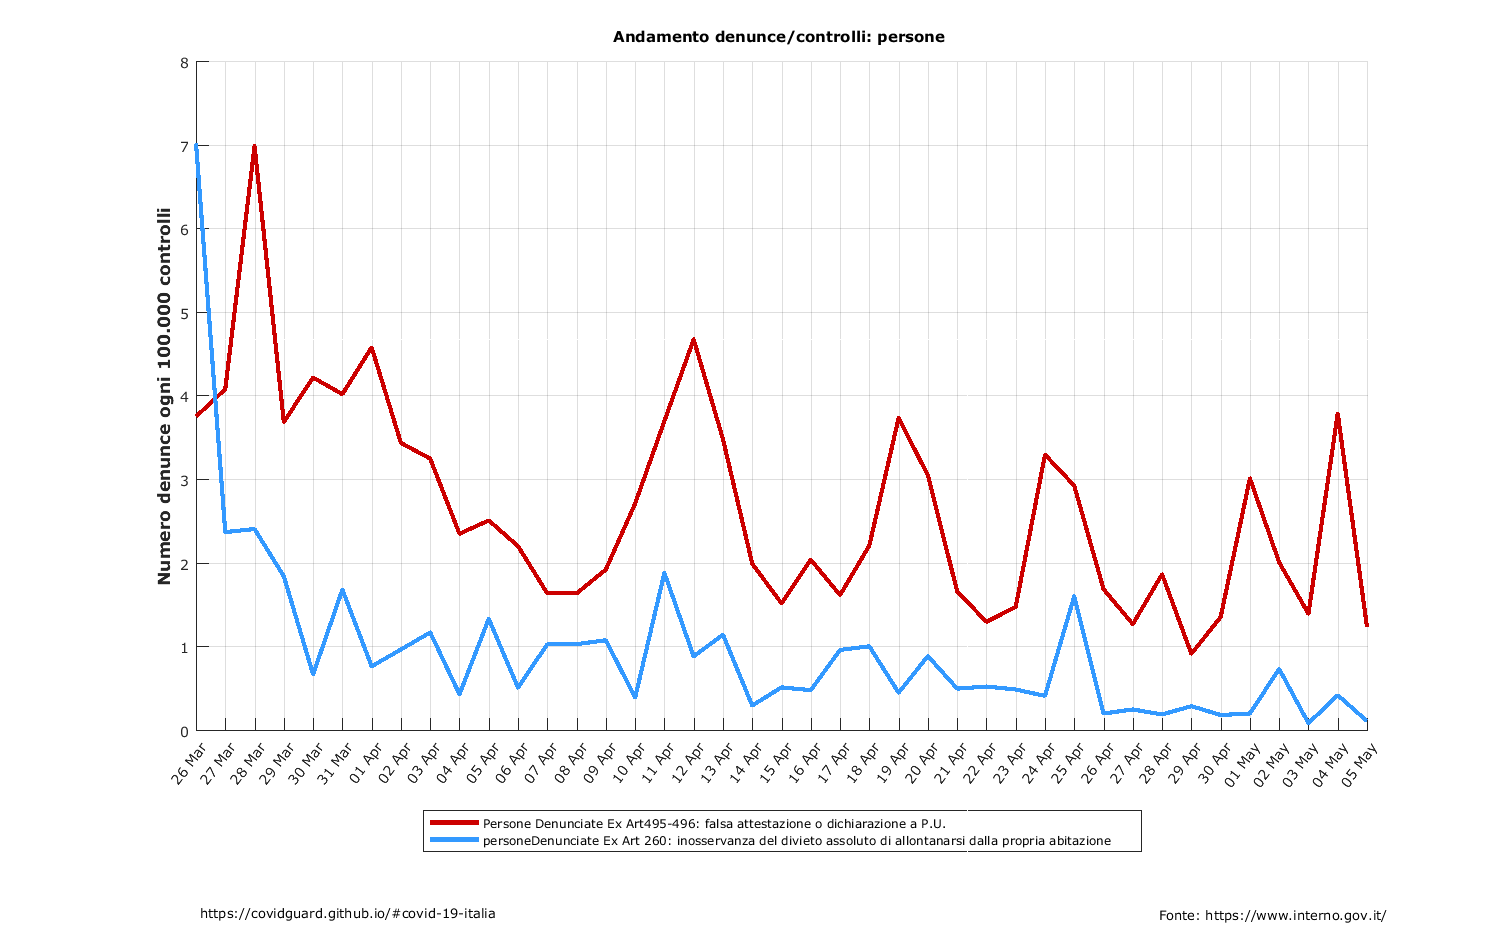 Andamento denunce/controlli: persone
Numero denunce ogni 100.000 controlli
8
7
6
5
4
3
2
1
0
26 Mar
27 Mar
28 Mar
29 Mar
30 Mar
31 Mar
01 Apr
02 Apr
03 Apr
04 Apr
05 Apr
06 Apr
07 Apr
08 Apr
09 Apr
10 Apr
11 Apr
12 Apr
13 Apr
14 Apr
15 Apr
16 Apr
17 Apr
18 Apr
19 Apr
20 Apr
21 Apr
22 Apr
23 Apr
24 Apr
25 Apr
26 Apr
27 Apr
28 Apr
29 Apr
30 Apr
01 May
02 May
03 May
04 May
05 May
Persone Denunciate Ex Art495-496: falsa attestazione o dichiarazione a P.U.
personeDenunciate Ex Art 260: inosservanza del divieto assoluto di allontanarsi dalla propria abitazione
https://covidguard.github.io/#covid-19-italia
Fonte: https://www.interno.gov.it/